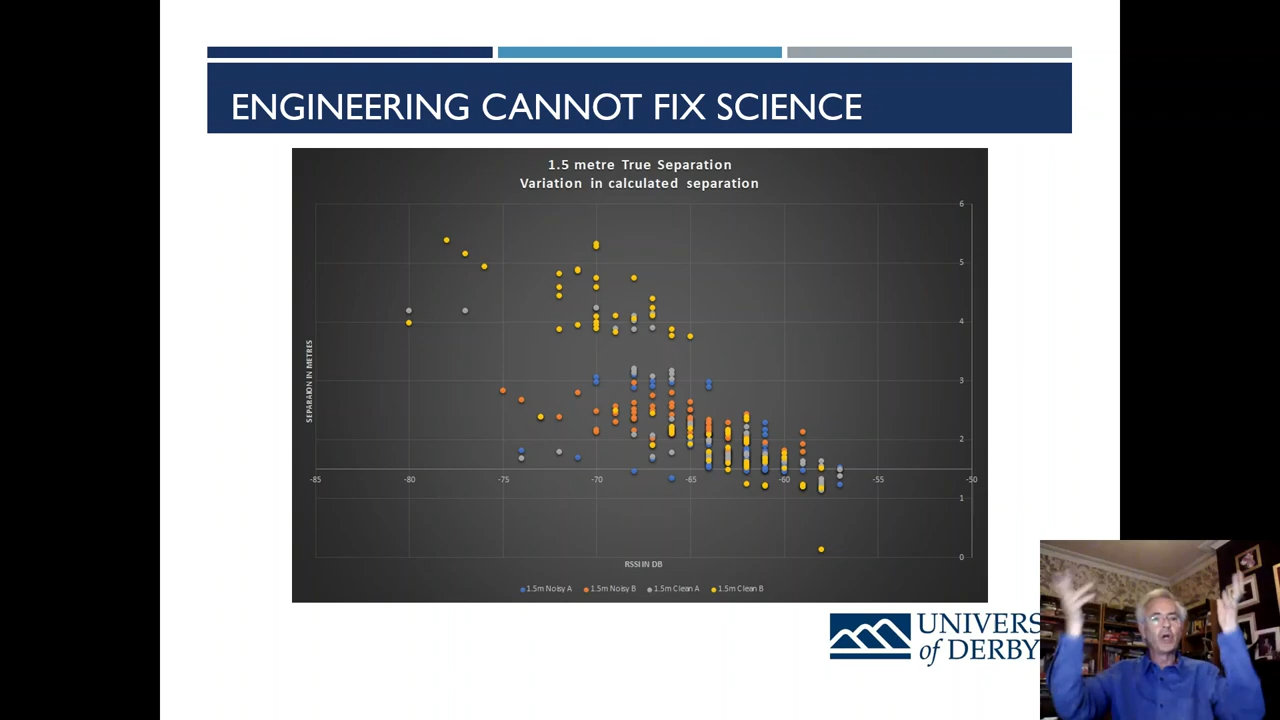 ENGINEERING CANNOT FIX SCIENCE
1.5 metre True Separation
Variation in calculated separation
6
5
4
3
2
1
0
SEPARAION IN METRES
-85
-80
-75
-70
-65
-60
-55
-50
RSSI IN DB
1.5m Noisy A
1.5m Noisy B
1.5m Clean A
1.5m Clean B
UNIVERS
of DERBY